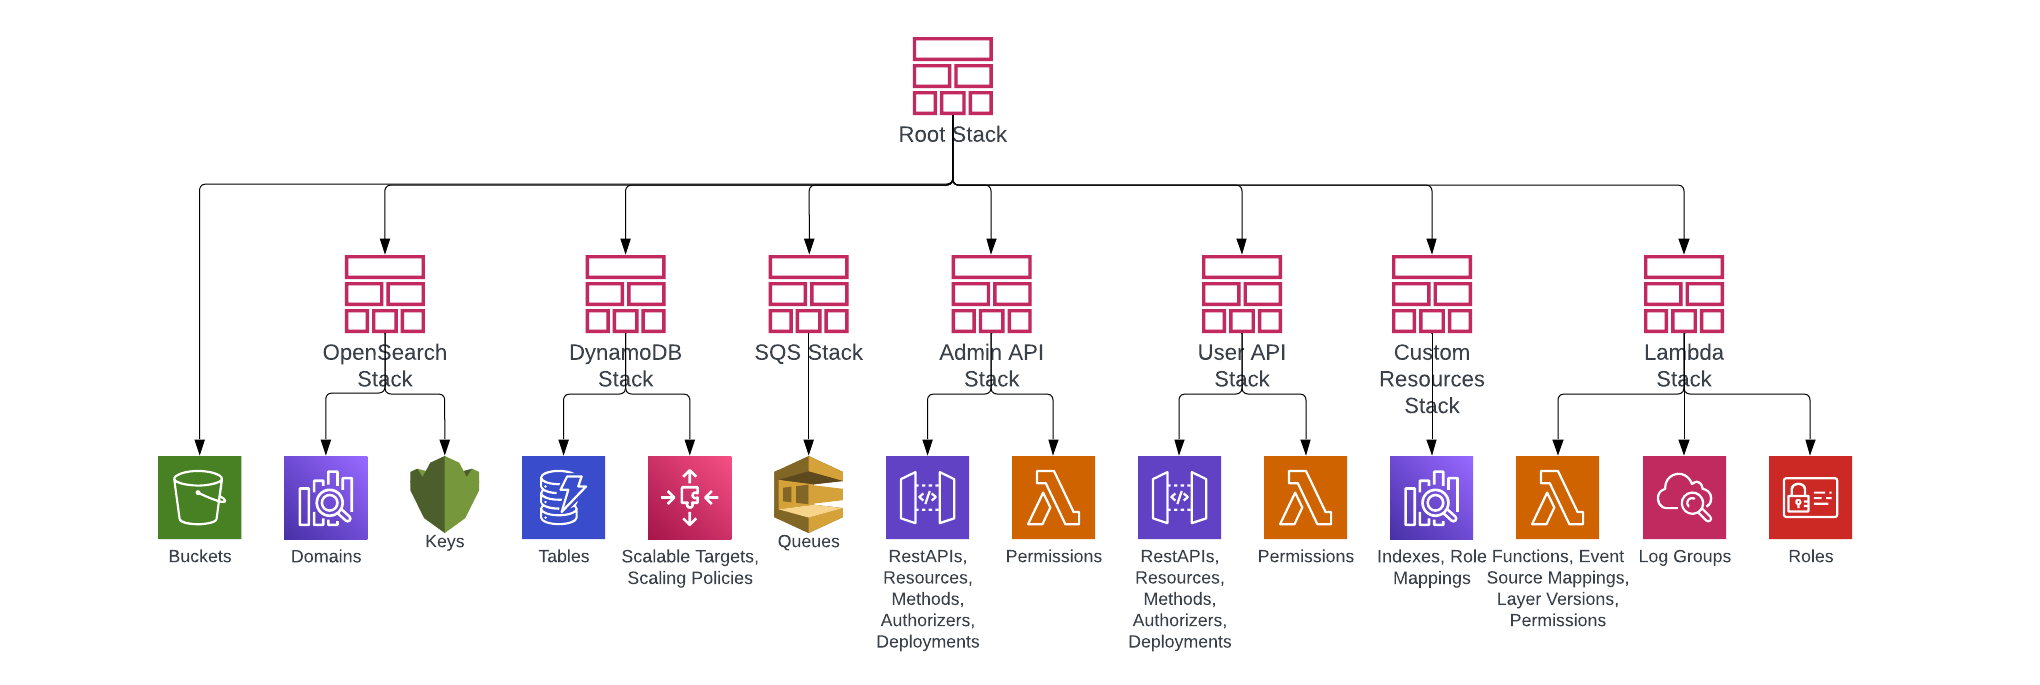 Root Stack
OpenSearch
Stack
DynamoDB
Stack
SQS Stack
Admin API
Stack
User API
Stack
Custom
Resources
Stack
Lambda
Stack
Buckets
Domains
Keys
Tables
Scalable Targets,
Scaling Policies
Queues
RestAPIs,
Resources,
Methods,
Authorizers,
Deployments
Permissions
RestAPIs,
Resources,
Methods,
Authorizers,
Deployments
Permissions
Indexes, Role
Mappings
Functions, Event
Source Mappings,
Layer Versions,
Permissions
Log Groups
Roles